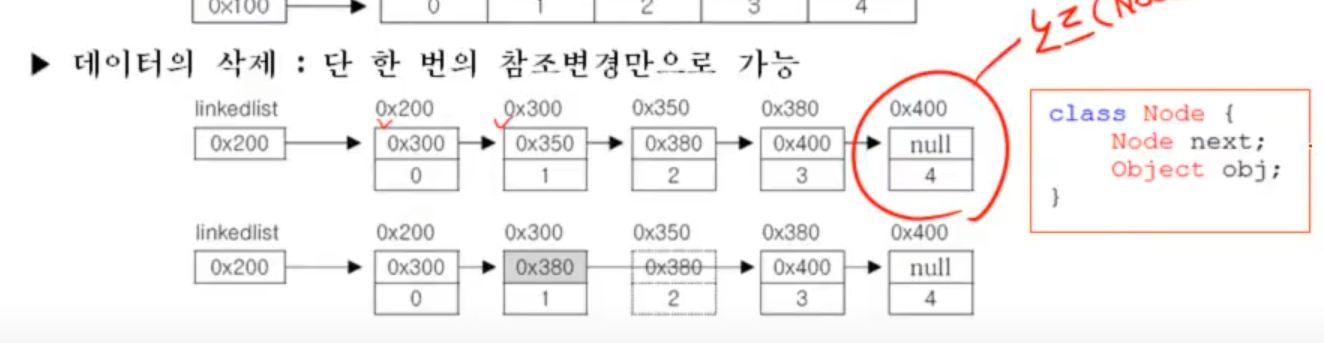 0x100 0 1 2 3 4
노드(No
▶ 데이터의 삭제 : 단 한 번의 참조변경만으로 가능
linkedlist 0x200 0x300 0x350 0x380 0x400
0x200 0x300 0x350 0x380 0x400 null
0 1 2 3 4
class Node {
Node next;
Object obj;
}
linkedlist 0x200 0x300 0x350 0x380 0x400
0x200 0x300 0x380 0x380 0x400 null
0 1 2 3 4